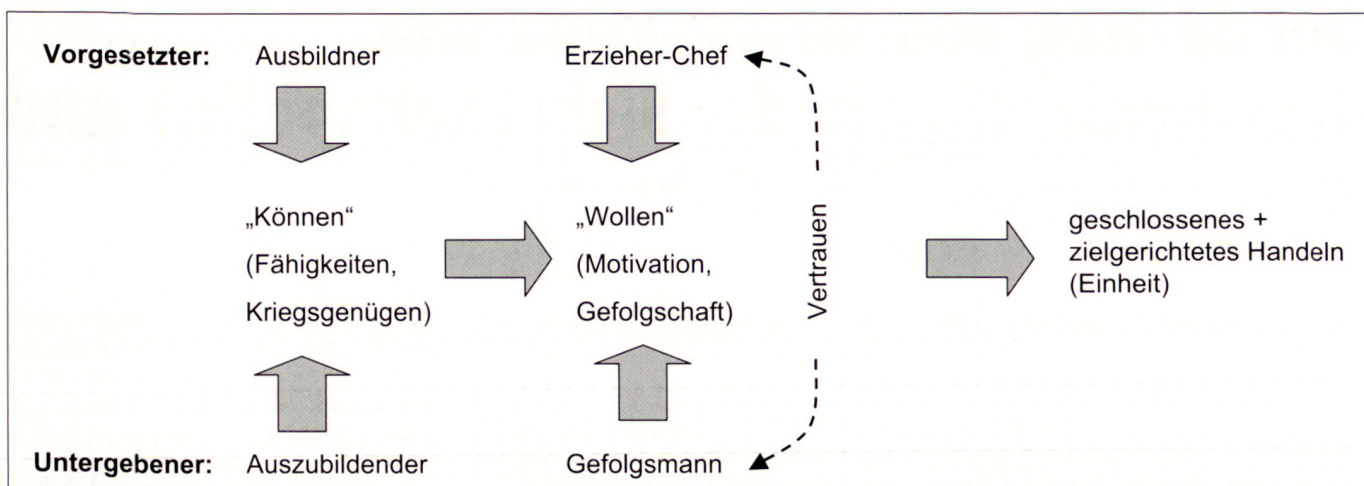 Vorgesetzter: Ausbildner Erzieher-Chef
„Können“ „Wollen“
(Fähigkeiten, (Motivation,
Kriegsgenügen) Gefolgschaft)
Vertrauen
geschlossenes +
zielgerichtetes Handeln
(Einheit)
Untergebener: Auszubildender Gefolgsmann